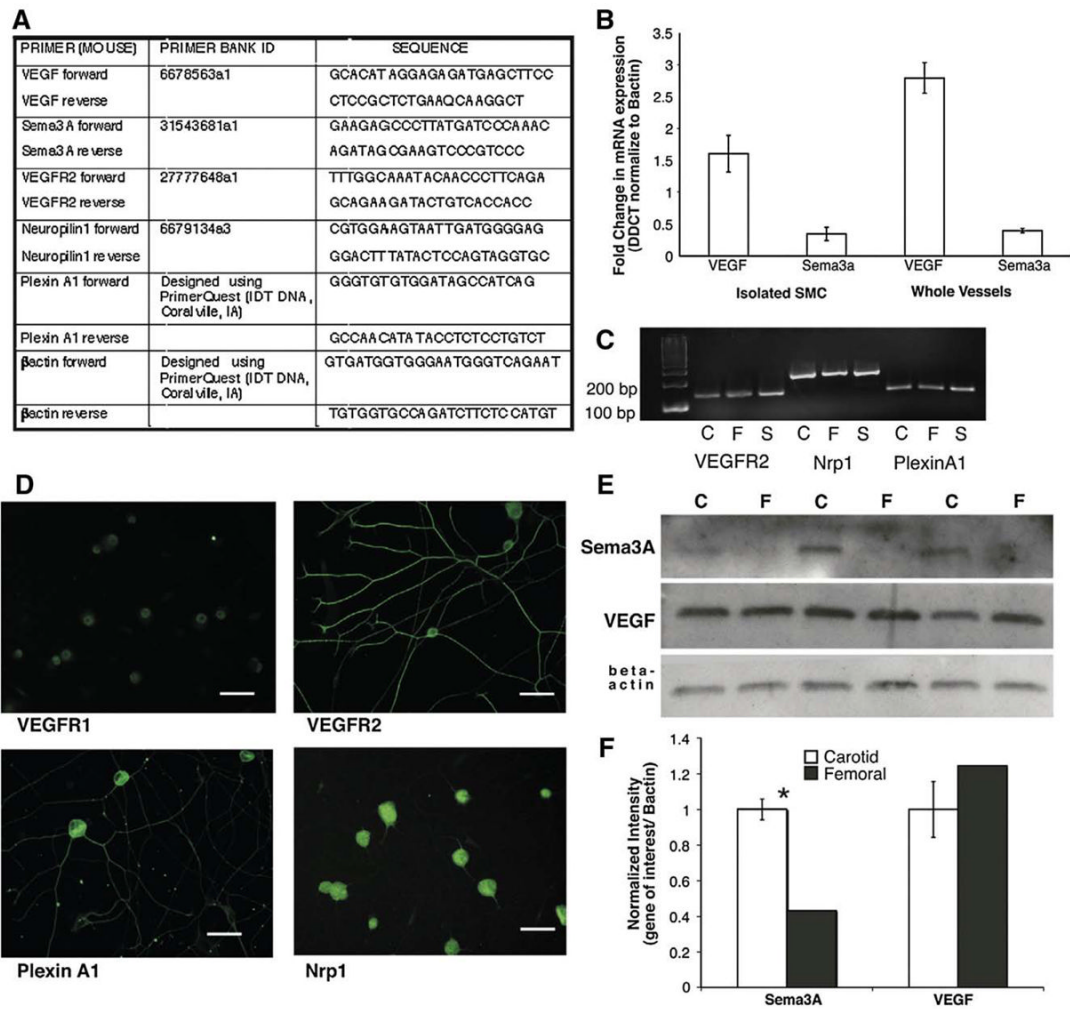 A
PRIMER (MOUSE) PRIMER BANK ID SEQUENCE
VEGF forward 6678563a1 GCACATAGGAGAGATGAGCTTCC
VEGF reverse CTCCGCTCTGAAQCAAGGCT
Sema3A forward 31543681a1 GAAGAGCCCTTATGATCCCAAAC
Sema3A reverse AGATAGCGAAGTCCCGTCCC
VEGFR2 forward 27777648a1 TTTGGCAAATACAACCCTTCAGA
VEGFR2 reverse GCAGAAGATACTGTCACCACC
Neuropilin1 forward 6679134a3 CGTGGAAGTAATTGATGGGGAG
Neuropilin1 reverse GGACTTTATACTCCAGTAGGTGC
Plexin A1 forward Designed using GGGTGTGTGGATAGCCATCAG
PrimerQuest (IDT DNA,
Coralville, IA)
Plexin A1 reverse GCCAACATATACCTCTCCTGTCT
βactin forward Designed using GTGATGGTGGGAATGGGTCAGAAT
PrimerQuest (IDT DNA,
Coralville, IA)
βactin reverse TGTGGTGCCAGATCTTCTCCATGT
B
Fold Change in mRNA expression
(DDCT normalize to Bactin)
3.5
3
2.5
2
1.5
1
0.5
0
VEGF Sema3a VEGF Sema3a
Isolated SMC Whole Vessels
C
200 bp
100 bp
C F S C F S C F S
VEGFR2 Nrp1 PlexinA1
D
VEGFR1 VEGFR2
Plexin A1 Nrp1
E
C F C F C F
Sema3A
VEGF
beta-
actin
F
Normalized Intensity
(gene of interest/ Bactin)
1.4
1.2
1
0.8
0.6
0.4
0.2
0
Carotid
Femoral
*
Sema3A VEGF